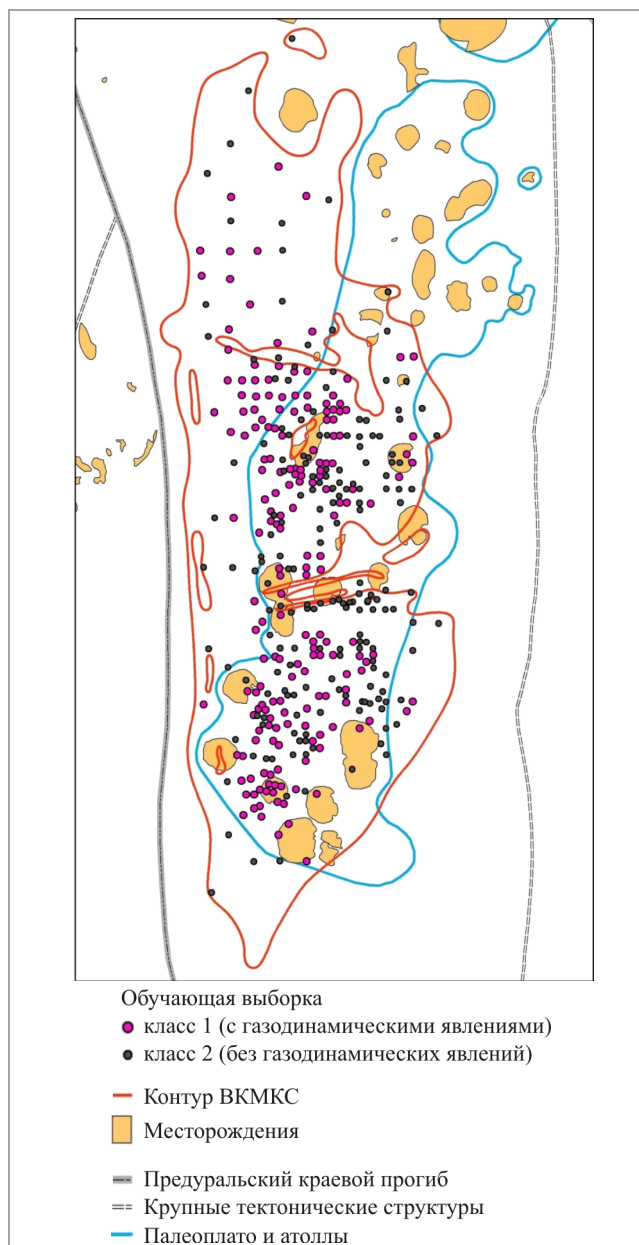 Обучающая выборка
класс 1 (с газодинамическими явлениями)
класс 2 (без газодинамических явлений)
Контур ВКМКС
Месторождения
Предуральский краевой прогиб
Крупные тектонические структуры
Палеоплато и атоллы